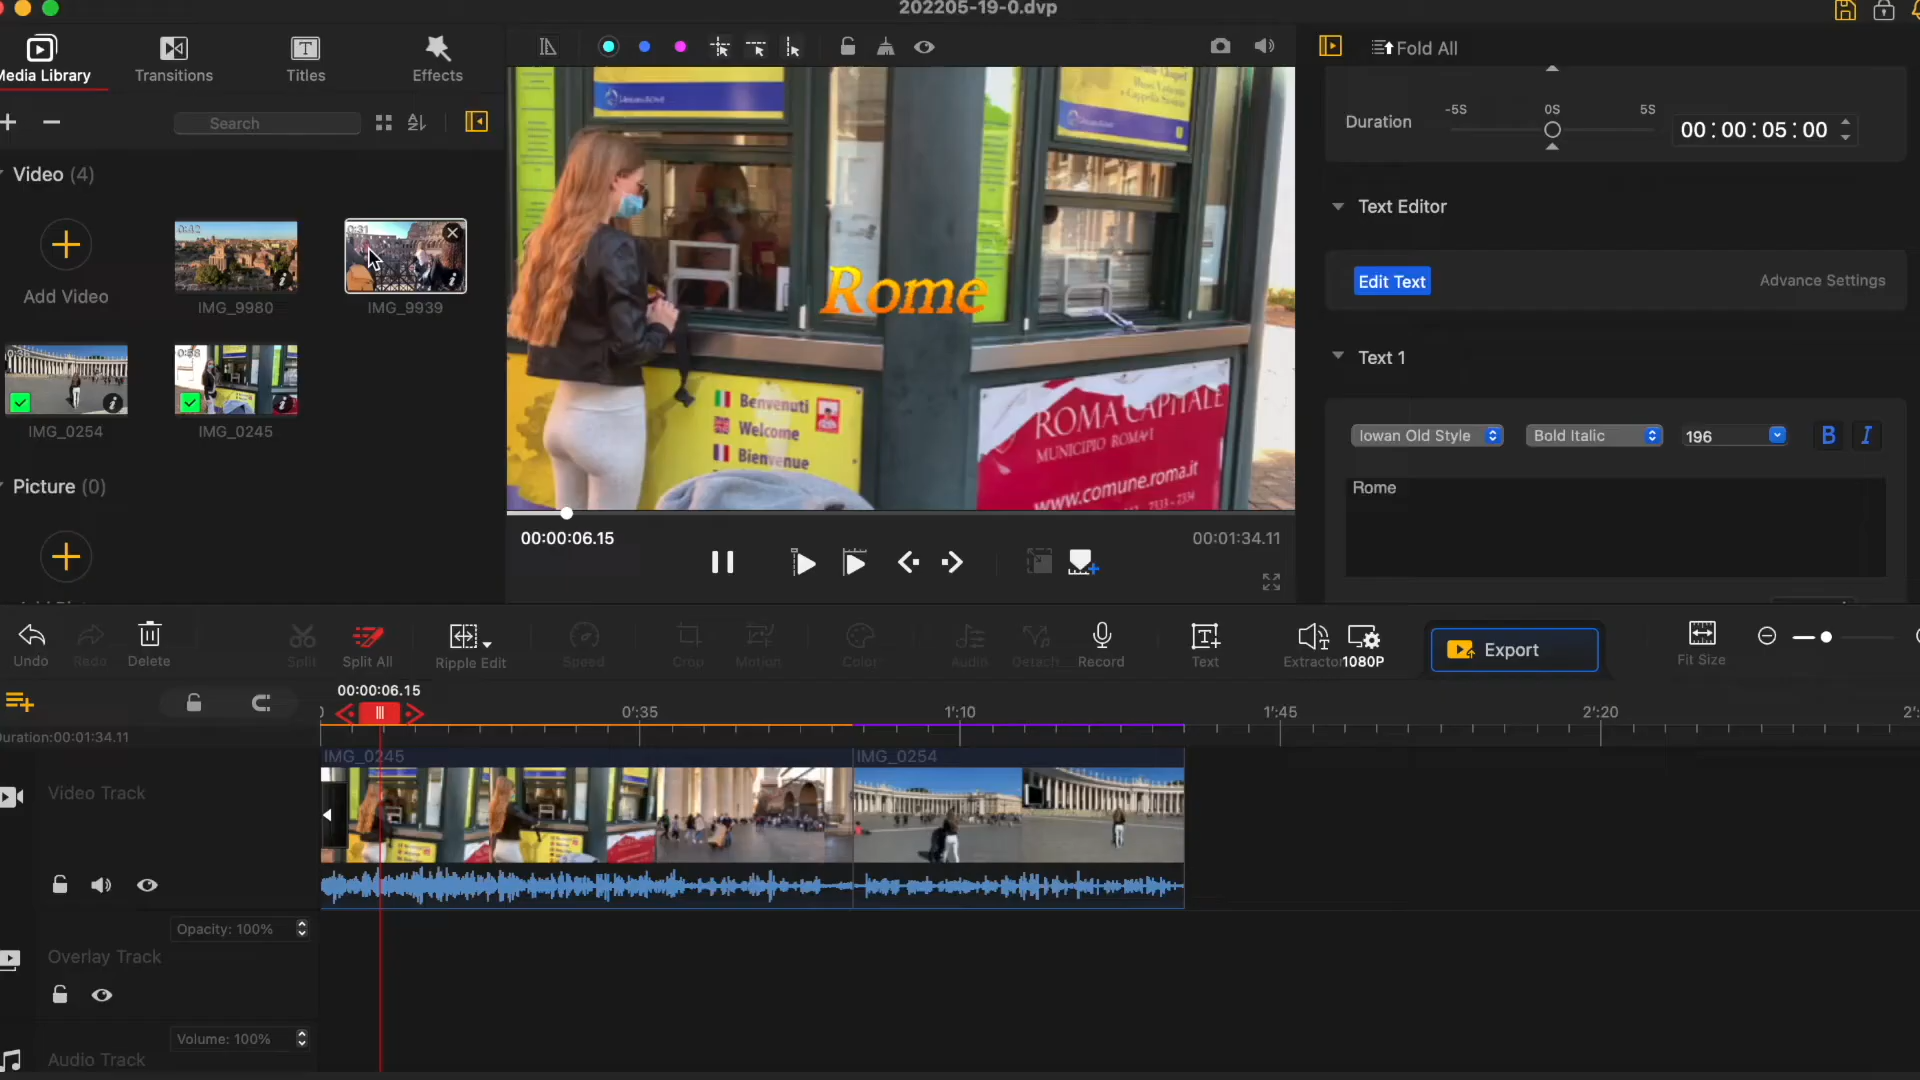 202205-19-0.dvp
Media Library
Transitions
Titles
Effects
Search
Video (4)
Add Video
0:42
IMG_9980
0:31
IMG_9939
IMG_0254
IMG_0245
Picture (0)
Rome
Benvenuti
Welcome
Bienvenue
ROMA CAPITALE
MUNICIPIO ROMA I
www.comune.roma.it
00:00:06.15
00:01:34.11
Fold All
-5S
0S
5S
Duration
00:00:05:00
Text Editor
Edit Text
Advance Settings
Text 1
Iowan Old Style
Bold Italic
196
B
I
Rome
Undo
Redo
Delete
Split
Split All
Ripple Edit
Speed
Crop
Motion
Color
Audio
Detach
Record
Text
Extractor
1080P
Export
Fit Size
00:00:06.15
0':35
1':10
1':45
2':20
2':
Duration:00:01:34.11
IMG_0245
IMG_0254
Video Track
Opacity: 100%
Overlay Track
Volume: 100%
Audio Track